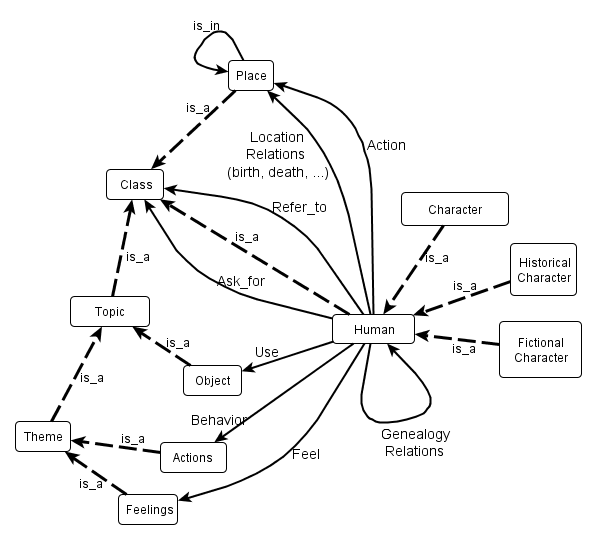 is_in
Place
is_a
Location
Relations
(birth, death, ...)
Action
Class
Refer_to
Character
is_a
is_a
is_a
Historical
Character
is_a
Ask_for
Topic
Human
Fictional
Character
is_a
is_a
Use
Object
is_a
Behavior
Theme
is_a
Genealogy
Relations
Actions
Feel
is_a
Feelings